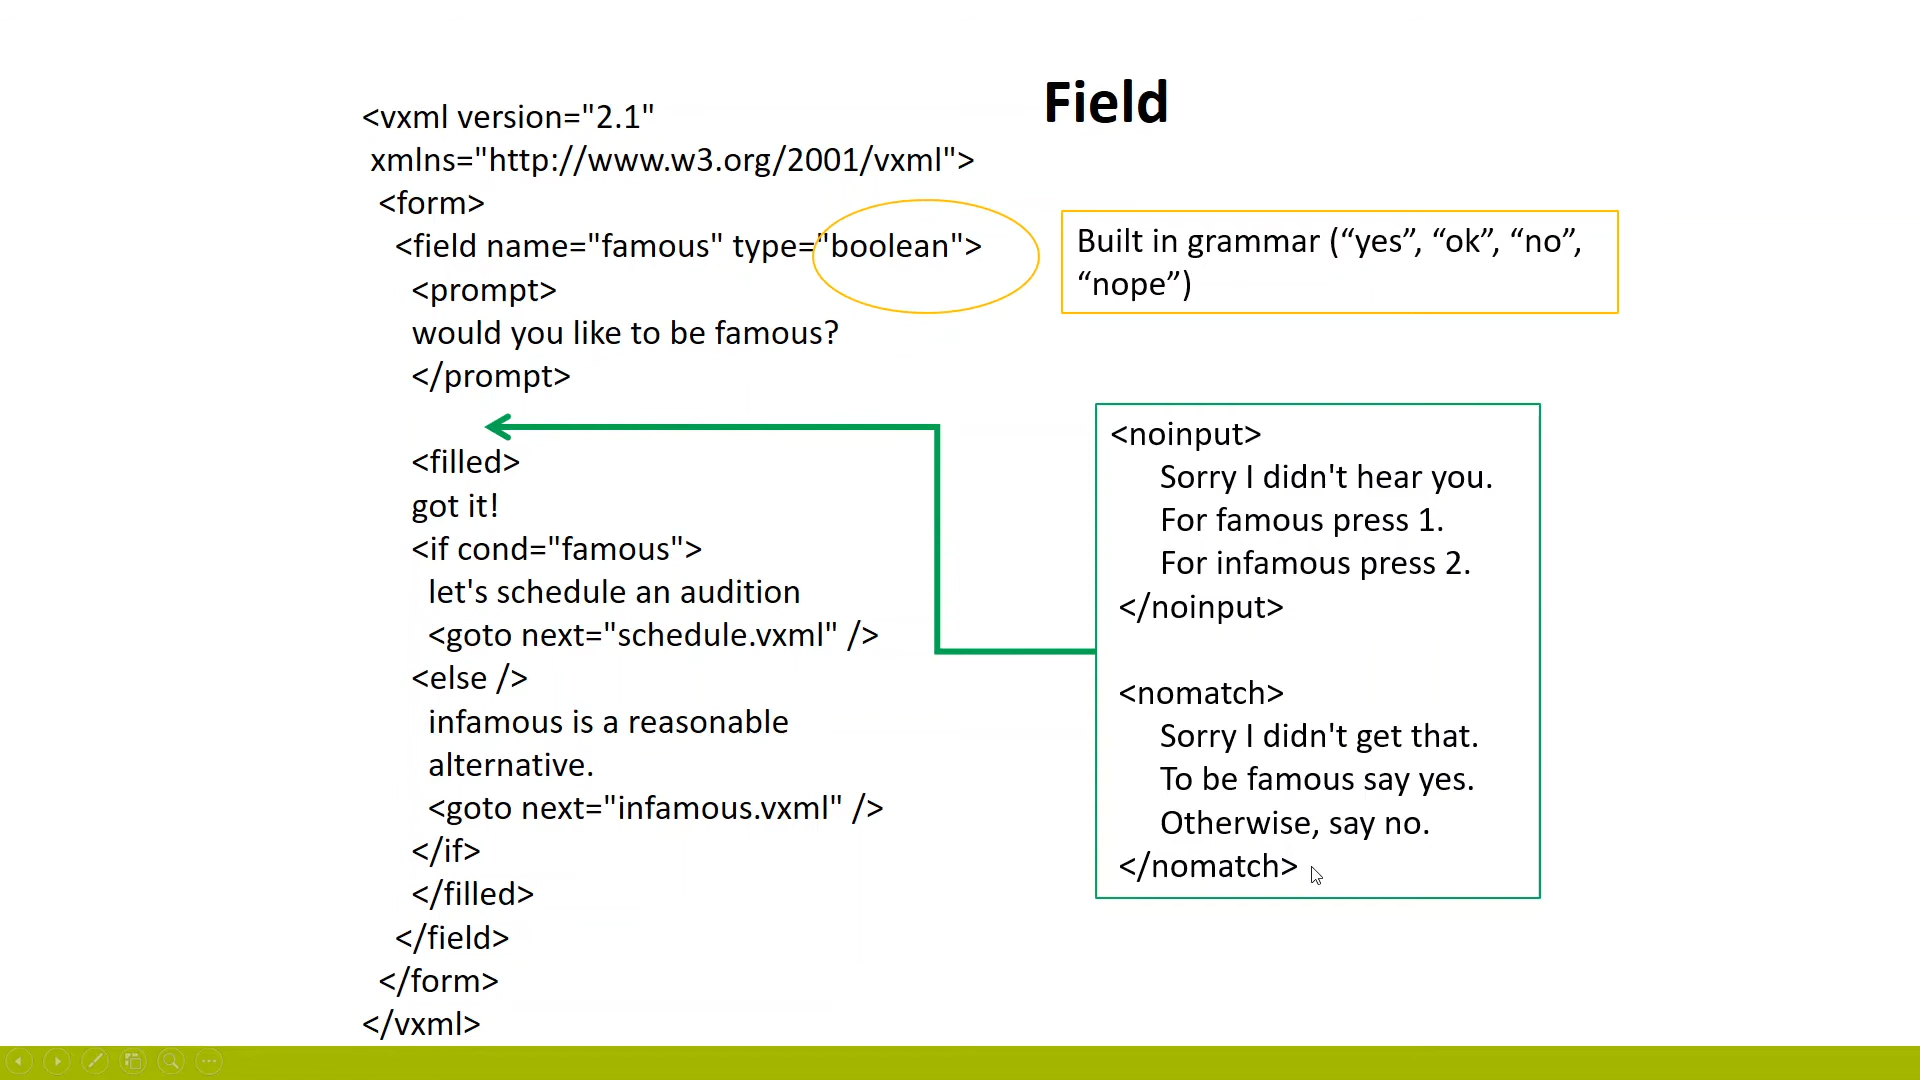 Field
<vxml version="2.1"
xmlns="http://www.w3.org/2001/vxml">
<form>
<field name="famous" type="boolean">
<prompt>
would you like to be famous?
</prompt>
<filled>
got it!
<if cond="famous">
let's schedule an audition
<goto next="schedule.vxml" />
<else />
infamous is a reasonable
alternative.
<goto next="infamous.vxml" />
</if>
</filled>
</field>
</form>
</vxml>
Built in grammar (“yes”, “ok”, “no”,
“nope”)
<noinput>
Sorry I didn't hear you.
For famous press 1.
For infamous press 2.
</noinput>
<nomatch>
Sorry I didn't get that.
To be famous say yes.
Otherwise, say no.
</nomatch>